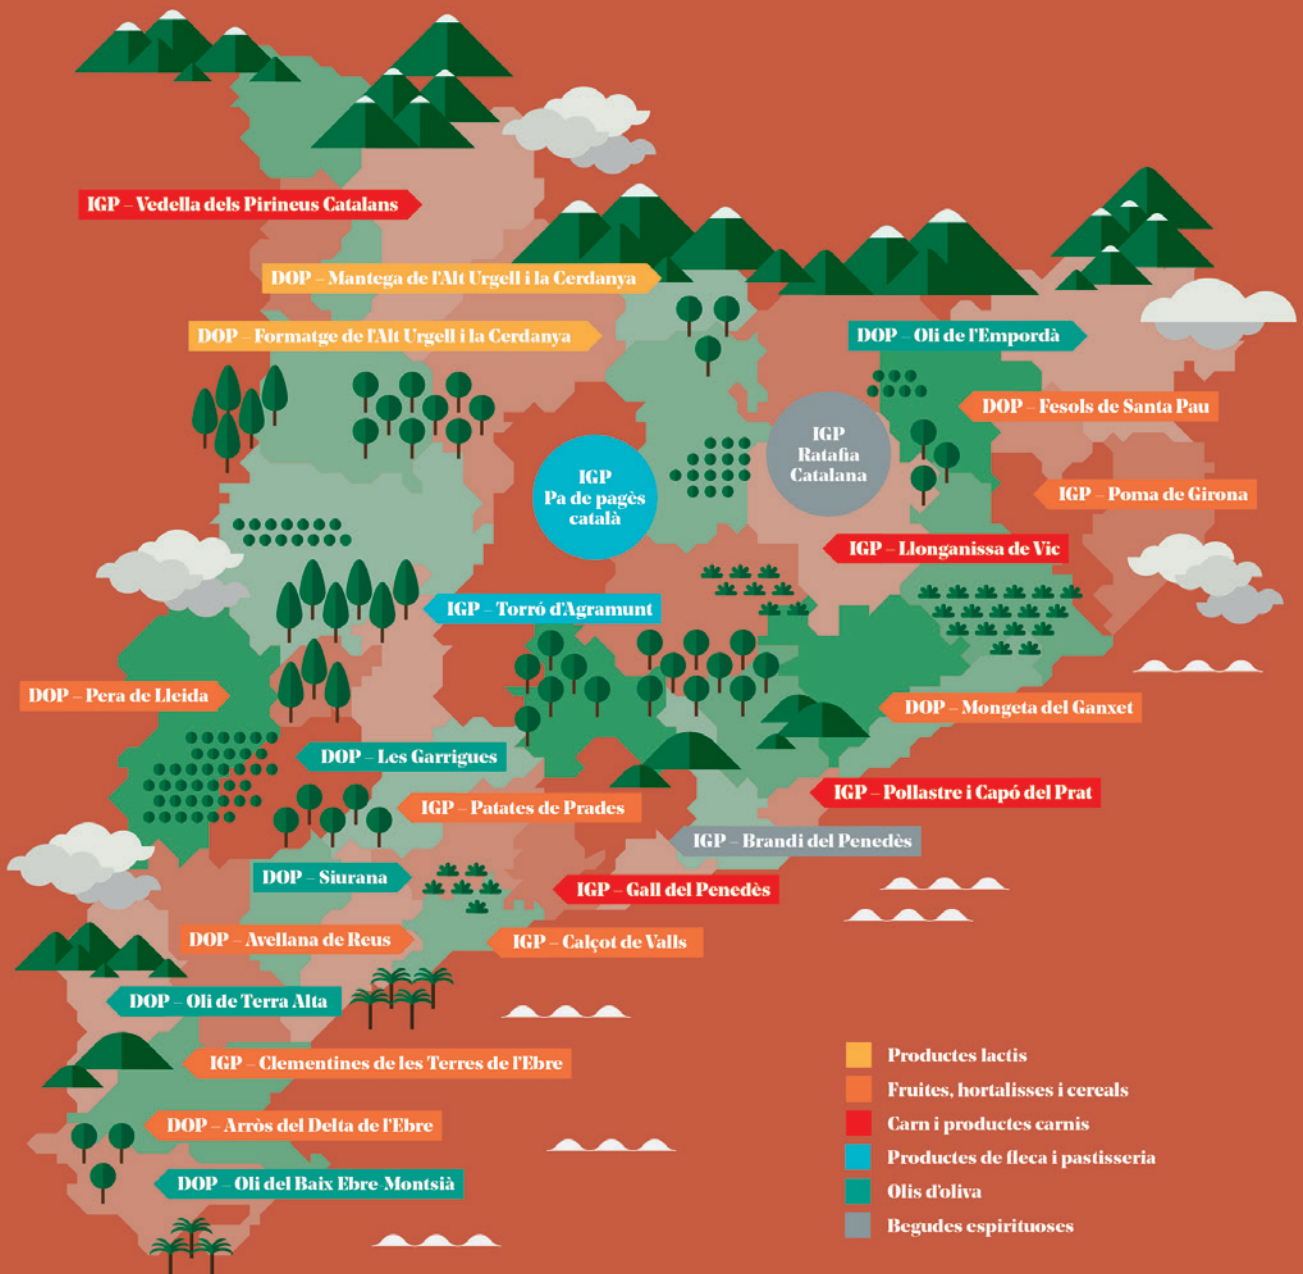 IGP – Vedella dels Pirineus Catalans
DOP – Mantega de l'Alt Urgell i la Cerdanya
DOP – Formatge de l'Alt Urgell i la Cerdanya
DOP – Oli de l'Empordà
DOP – Fesols de Santa Pau
IGP
Ratafia
Catalana
IGP
Pa de pagès
català
IGP – Poma de Girona
IGP – Llonganissa de Vic
IGP – Torró d'Agramunt
DOP – Pera de Lleida
DOP – Mongeta del Ganxet
DOP – Les Garrigues
IGP – Pollastre i Capó del Prat
IGP – Patates de Prades
IGP – Brandi del Penedès
DOP – Siurana
IGP – Gall del Penedès
DOP – Avellana de Reus
IGP – Calçot de Valls
DOP – Oli de Terra Alta
IGP – Clementines de les Terres de l'Ebre
DOP – Arròs del Delta de l'Ebre
DOP – Oli del Baix Ebre-Montsià
Productes lactis
Fruites, hortalisses i cereals
Carn i productes carnis
Productes de fleca i pastisseria
Olis d'oliva
Begudes espirituoses